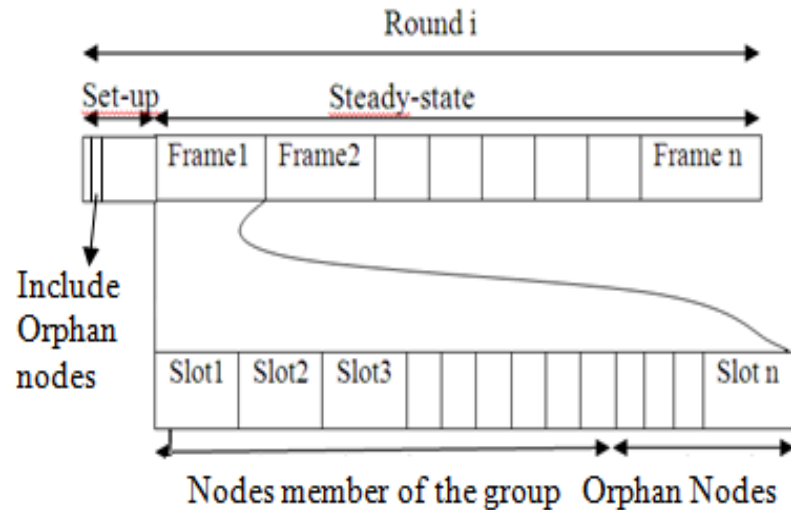 Round i
Set-up
Steady-state
Frame1
Frame2
Frame n
Include
Orphan
nodes
Slot1
Slot2
Slot3
Slot n
Nodes member of the group
Orphan Nodes